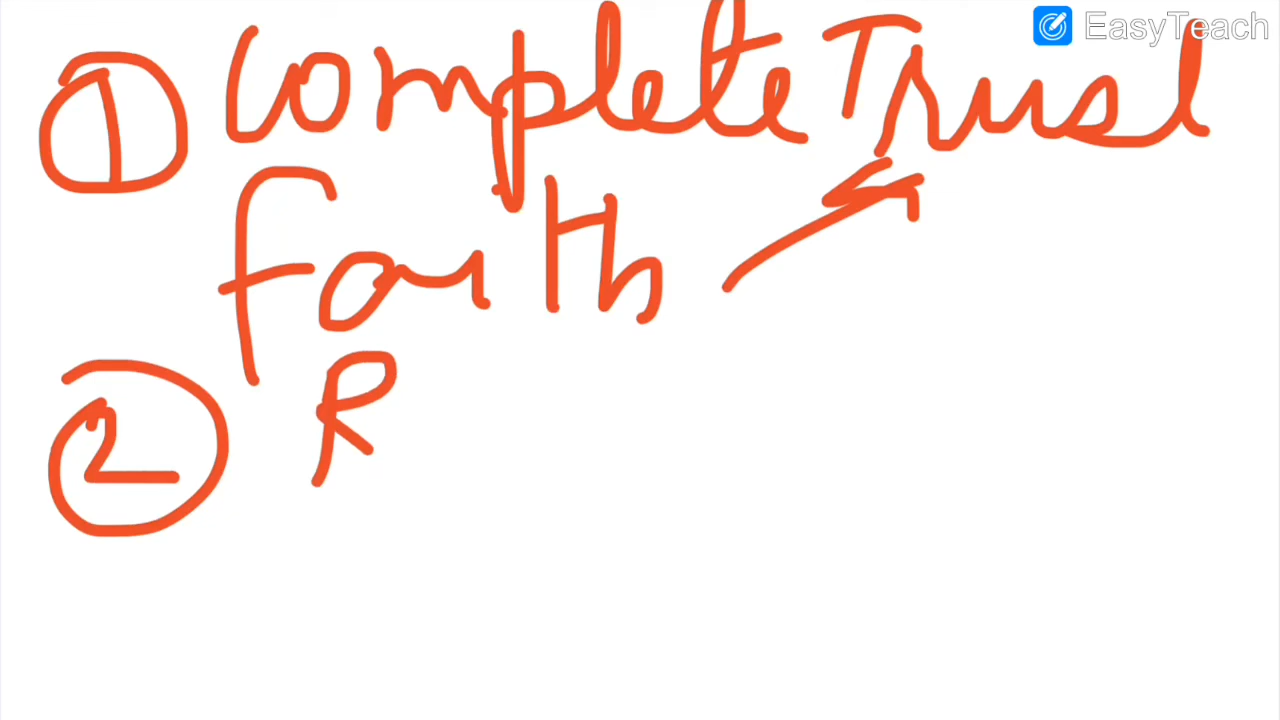 EasyTeach
① Complete Trust
faith
② R